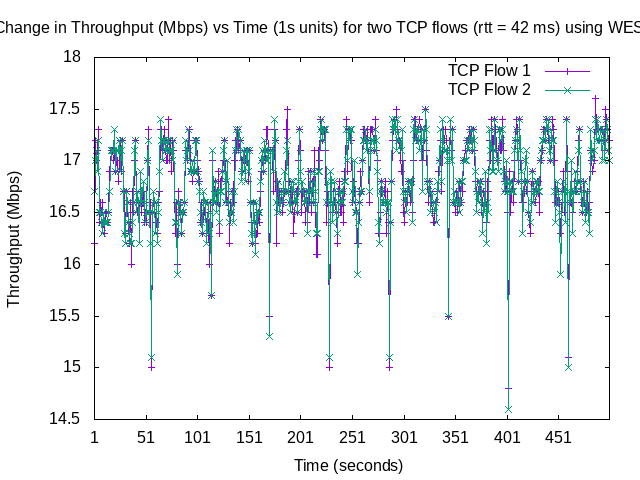 Change in Throughput (Mbps) vs Time (1s units) for two TCP flows (rtt = 42 ms) using WES
TCP Flow 1
TCP Flow 2
18
17.5
17
16.5
16
15.5
15
14.5
Throughput (Mbps)
1 51 101 151 201 251 301 351 401 451
Time (seconds)